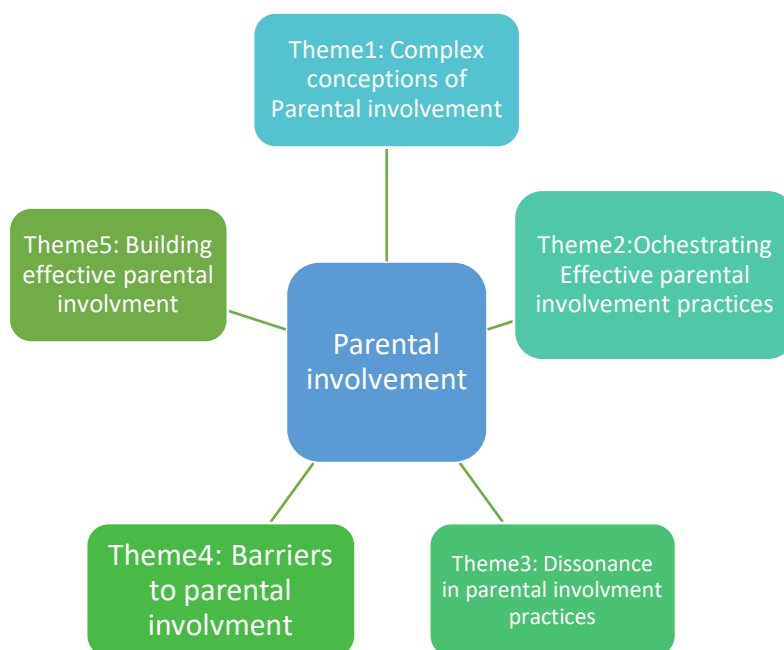 Theme1: Complex
conceptions of
Parental involvement
Theme2:Ochestrating
Effective parental
involvement practices
Theme5: Building
effective parental
involvment
Parental
involvement
Theme4: Barriers
to parental
involvment
Theme3: Dissonance
in parental involvment
practices